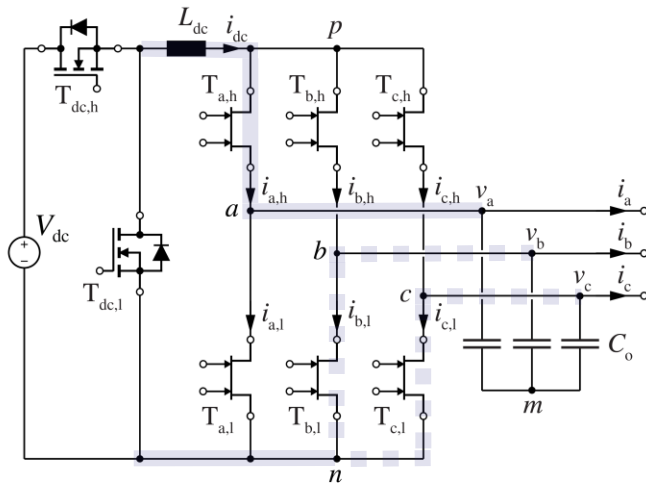 L_dc i_dc p
T_dc,h T_a,h T_b,h T_c,h
i_a,h i_b,h i_c,h v_a i_a
a
V_dc + − b v_b i_b
T_dc,l c v_c i_c
i_a,l i_b,l i_c,l
C_o
T_a,l T_b,l T_c,l m
n